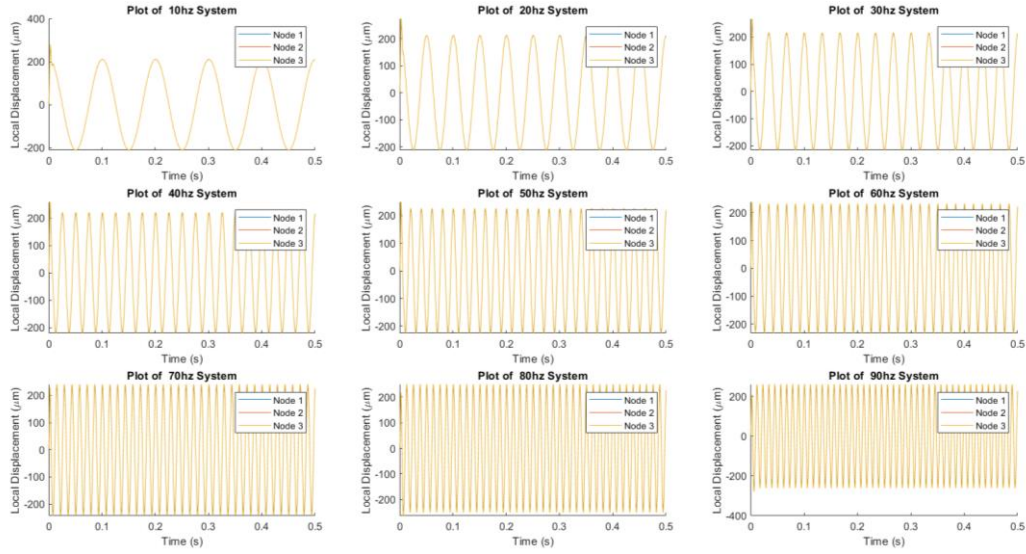 Plot of 10hz System
Local Displacement (μm)
400
200
0
-200
0 0.1 0.2 0.3 0.4 0.5
Time (s)
Node 1
Node 2
Node 3
Plot of 20hz System
Local Displacement (μm)
200
100
0
-100
-200
0 0.1 0.2 0.3 0.4 0.5
Time (s)
Node 1
Node 2
Node 3
Plot of 30hz System
Local Displacement (μm)
200
100
0
-100
-200
0 0.1 0.2 0.3 0.4 0.5
Time (s)
Node 1
Node 2
Node 3
Plot of 40hz System
Local Displacement (μm)
200
100
0
-100
-200
0 0.1 0.2 0.3 0.4 0.5
Time (s)
Node 1
Node 2
Node 3
Plot of 50hz System
Local Displacement (μm)
200
100
0
-100
-200
0 0.1 0.2 0.3 0.4 0.5
Time (s)
Node 1
Node 2
Node 3
Plot of 60hz System
Local Displacement (μm)
200
100
0
-100
-200
0 0.1 0.2 0.3 0.4 0.5
Time (s)
Node 1
Node 2
Node 3
Plot of 70hz System
Local Displacement (μm)
200
100
0
-100
-200
0 0.1 0.2 0.3 0.4 0.5
Time (s)
Node 1
Node 2
Node 3
Plot of 80hz System
Local Displacement (μm)
200
100
0
-100
-200
0 0.1 0.2 0.3 0.4 0.5
Time (s)
Node 1
Node 2
Node 3
Plot of 90hz System
Local Displacement (μm)
200
0
-200
-400
0 0.1 0.2 0.3 0.4 0.5
Time (s)
Node 1
Node 2
Node 3